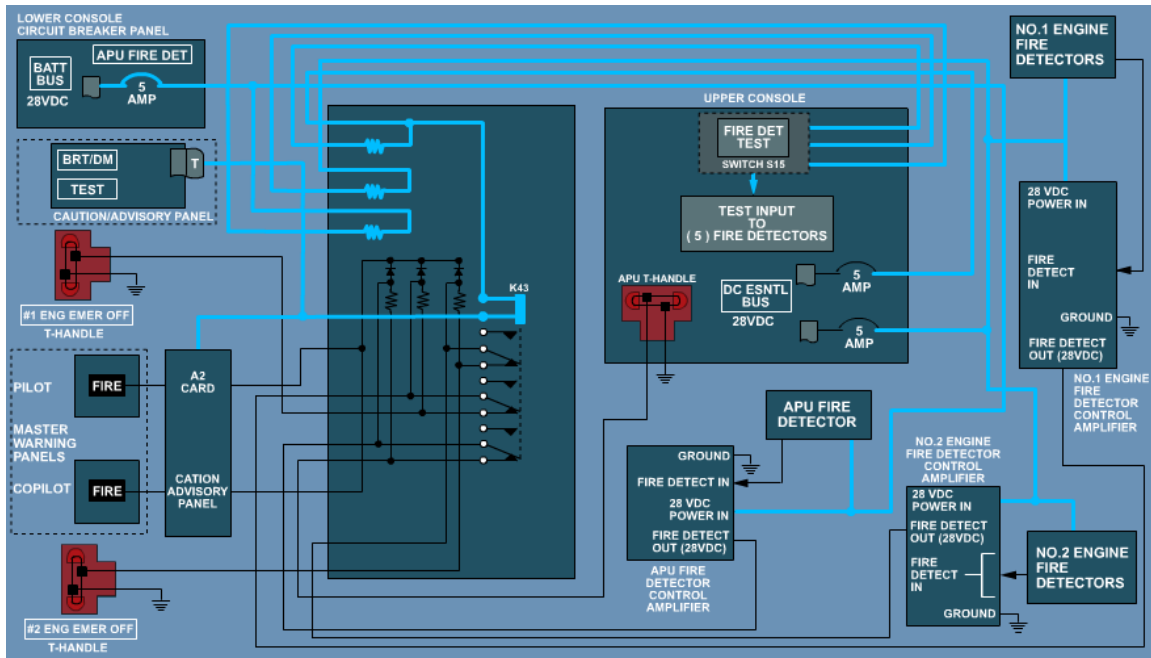 LOWER CONSOLE
CIRCUIT BREAKER PANEL
BATT
BUS
28VDC
APU FIRE DET
5
AMP
BRT/DM
TEST
T
CAUTION/ADVISORY PANEL
#1 ENG EMER OFF
T-HANDLE
PILOT
FIRE
MASTER
WARNING
PANELS
COPILOT
FIRE
A2
CARD
CATION
ADVISORY
PANEL
#2 ENG EMER OFF
T-HANDLE
K43
UPPER CONSOLE
FIRE DET
TEST
SWITCH S15
TEST INPUT
TO
( 5 ) FIRE DETECTORS
APU T-HANDLE
DC ESNTL
BUS
28VDC
5
AMP
5
AMP
NO.1 ENGINE
FIRE
DETECTORS
28 VDC
POWER IN
FIRE
DETECT
IN
GROUND
FIRE DETECT
OUT (28VDC)
NO.1 ENGINE
FIRE
DETECTOR
CONTROL
AMPLIFIER
APU FIRE
DETECTOR
GROUND
FIRE DETECT IN
28 VDC
POWER IN
FIRE DETECT
OUT (28VDC)
APU FIRE
DETECTOR
CONTROL
AMPLIFIER
NO.2 ENGINE
FIRE DETECTOR
CONTROL
AMPLIFIER
28 VDC
POWER IN
FIRE DETECT
OUT (28VDC)
FIRE
DETECT
IN
GROUND
NO.2 ENGINE
FIRE
DETECTORS